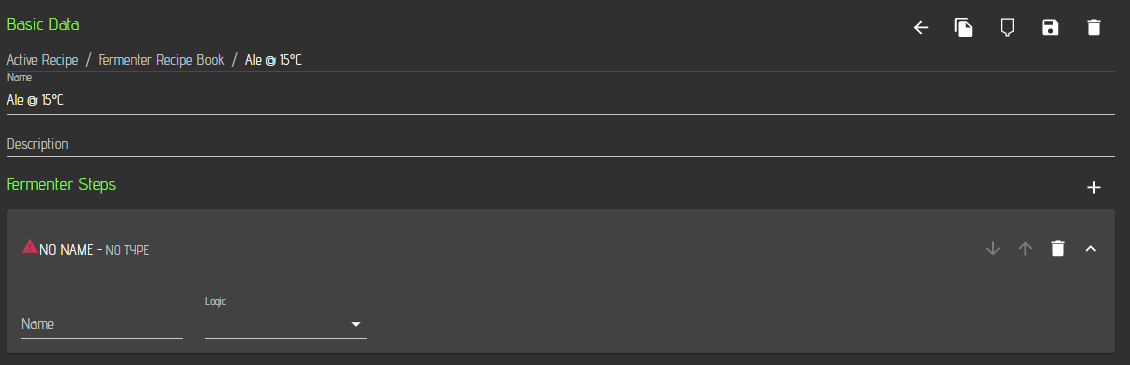 Basic Data
Active Recipe / Fermenter Recipe Book / Ale @ 15°C
Name
Ale @ 15°C
Description
Fermenter Steps
NO NAME - NO TYPE
Logic
Name